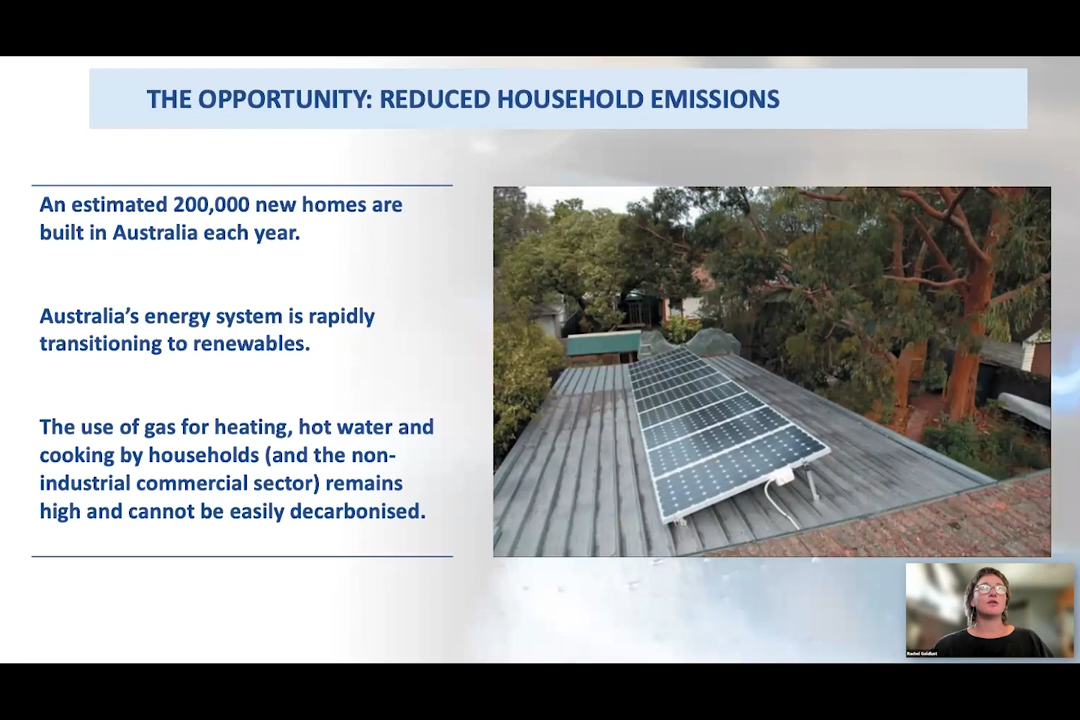 THE OPPORTUNITY: REDUCED HOUSEHOLD EMISSIONS
An estimated 200,000 new homes are
built in Australia each year.
Australia’s energy system is rapidly
transitioning to renewables.
The use of gas for heating, hot water and
cooking by households (and the non-
industrial commercial sector) remains
high and cannot be easily decarbonised.
Rachel Goldlust